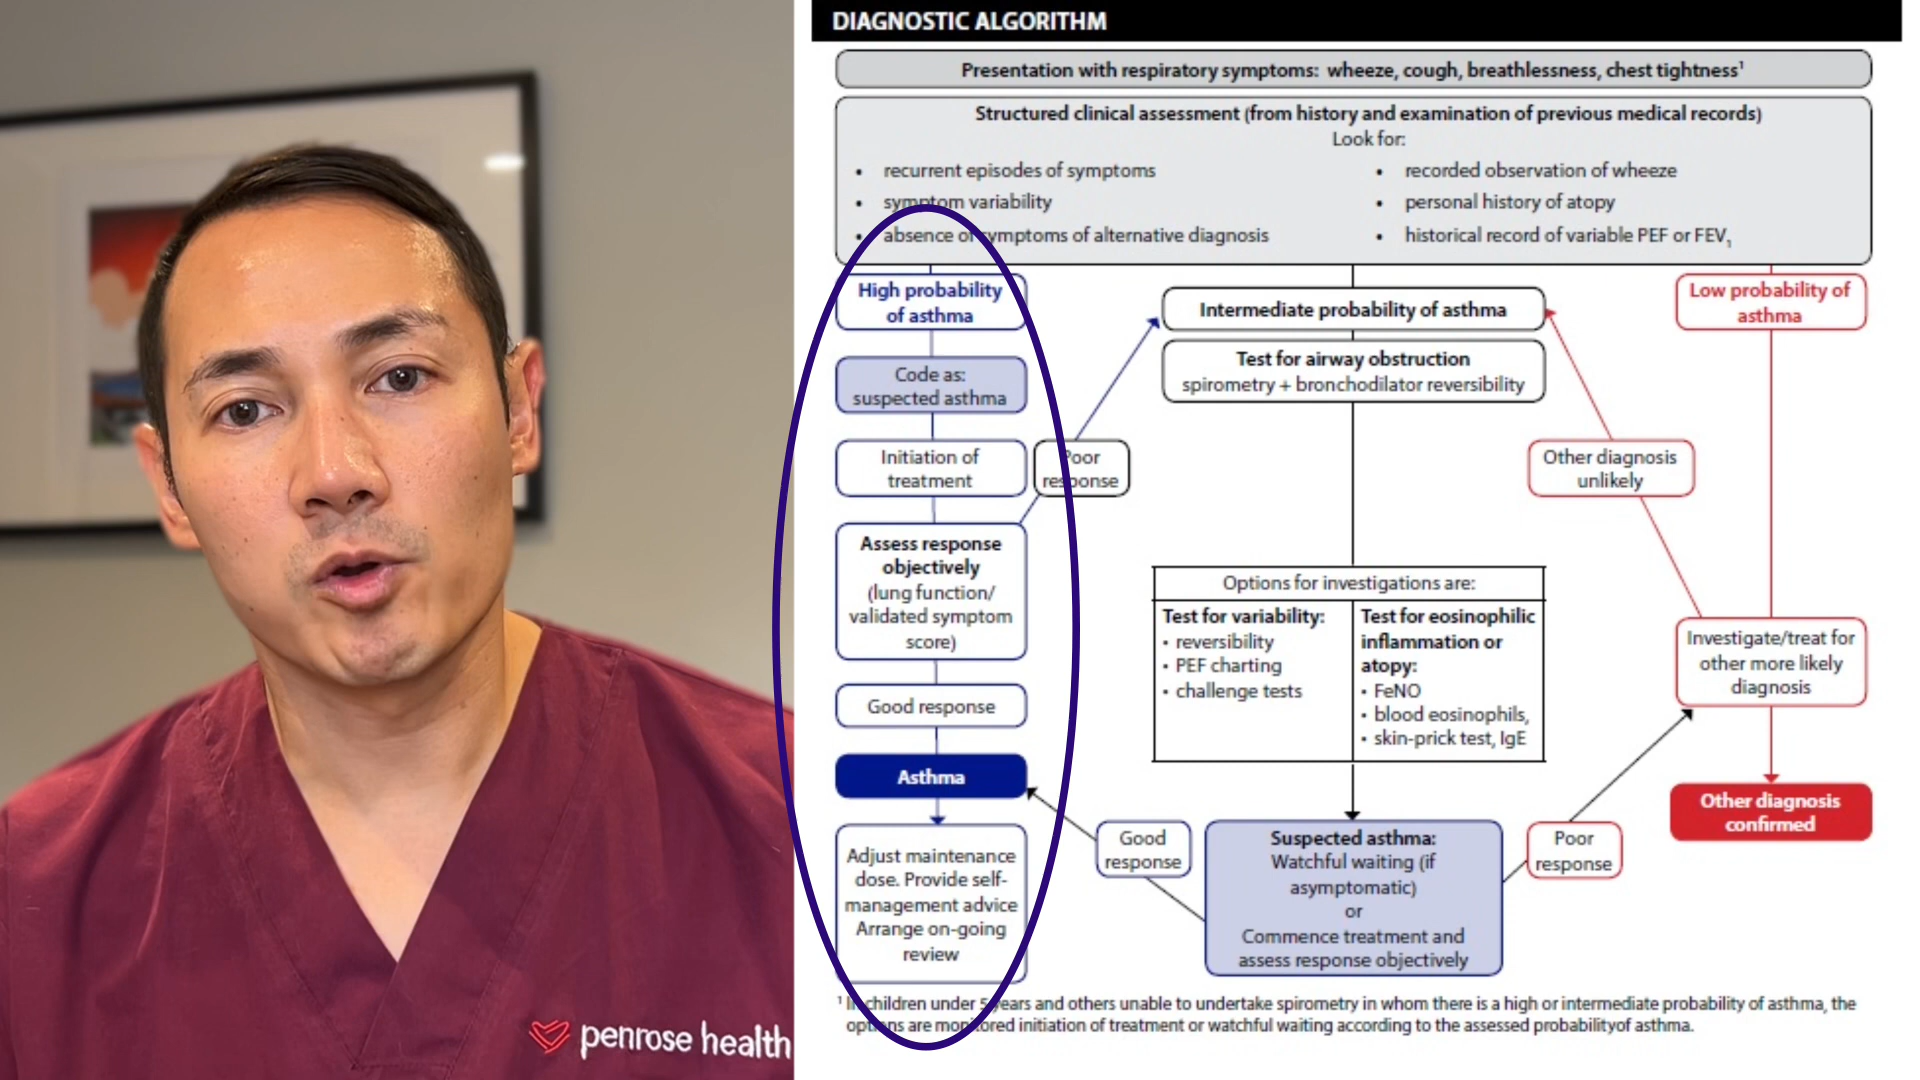 DIAGNOSTIC ALGORITHM
Presentation with respiratory symptoms: wheeze, cough, breathlessness, chest tightness¹
Structured clinical assessment (from history and examination of previous medical records)
Look for:
• recurrent episodes of symptoms
• symptom variability
• absence of symptoms of alternative diagnosis
• recorded observation of wheeze
• personal history of atopy
• historical record of variable PEF or FEV₁
High probability
of asthma
Code as:
suspected asthma
Initiation of
treatment
Assess response
objectively
(lung function/
validated symptom
score)
Good response
Asthma
Adjust maintenance
dose. Provide self-
management advice
Arrange on-going
review
Poor
response
Intermediate probability of asthma
Test for airway obstruction
spirometry + bronchodilator reversibility
Options for investigations are:
Test for variability:
• reversibility
• PEF charting
• challenge tests
Test for eosinophilic
inflammation or
atopy:
• FeNO
• blood eosinophils,
• skin-prick test, IgE
Good
response
Suspected asthma:
Watchful waiting (if
asymptomatic)
or
Commence treatment and
assess response objectively
Poor
response
Low probability of
asthma
Other diagnosis
unlikely
Investigate/treat for
other more likely
diagnosis
Other diagnosis
confirmed
¹ In children under 5 years and others unable to undertake spirometry in whom there is a high or intermediate probability of asthma, the
options are monitored initiation of treatment or watchful waiting according to the assessed probabilityof asthma.
penrose health